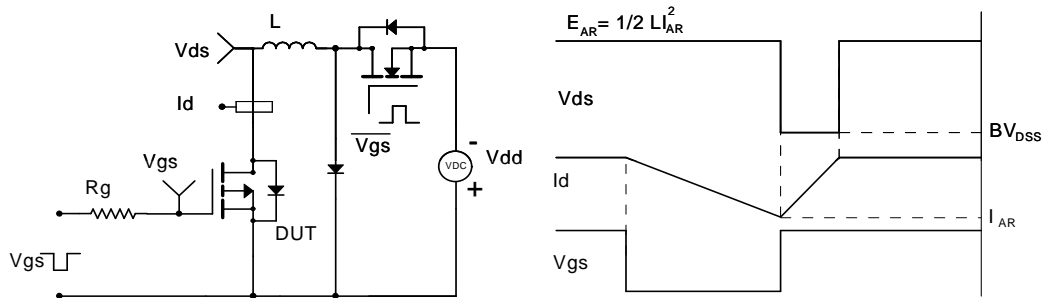 L
Vds
Id
Vgs
Vgs
Rg
DUT
Vgs
-
VDC
+
Vdd
E_AR= 1/2 LI_AR^2
Vds
BV_DSS
Id
I_AR
Vgs